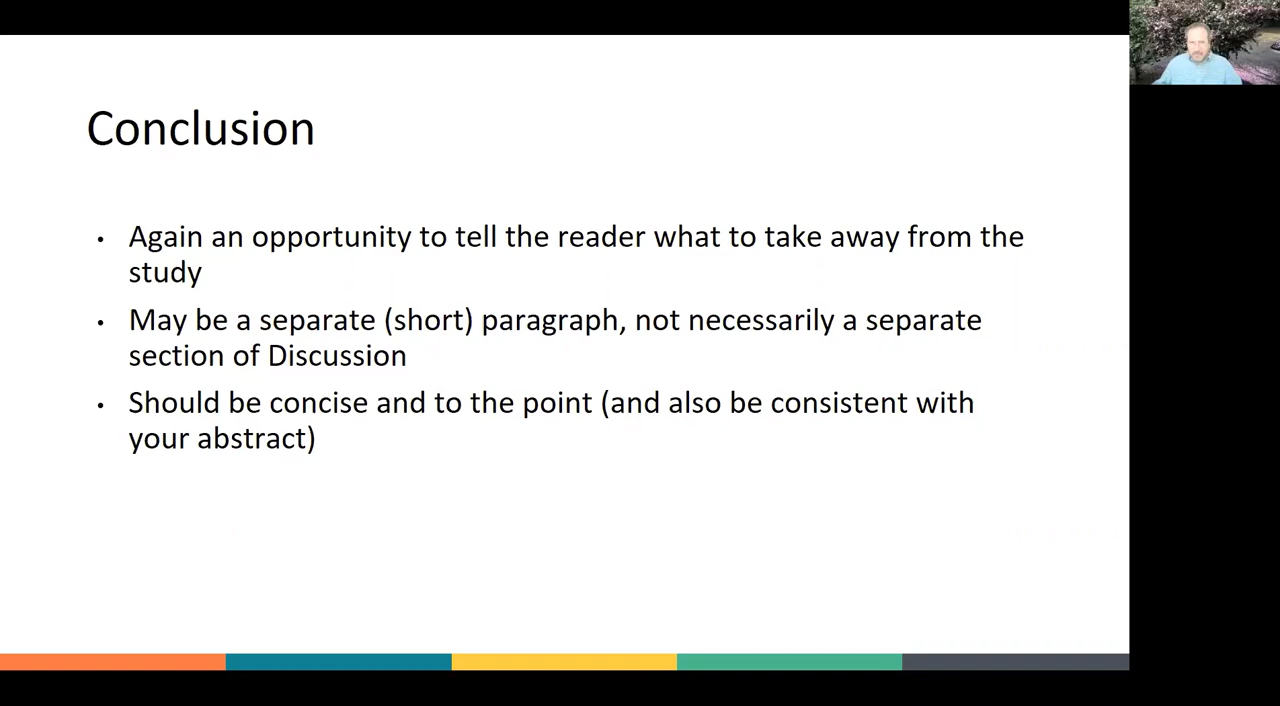 Conclusion
• Again an opportunity to tell the reader what to take away from the
study
• May be a separate (short) paragraph, not necessarily a separate
section of Discussion
• Should be concise and to the point (and also be consistent with
your abstract)